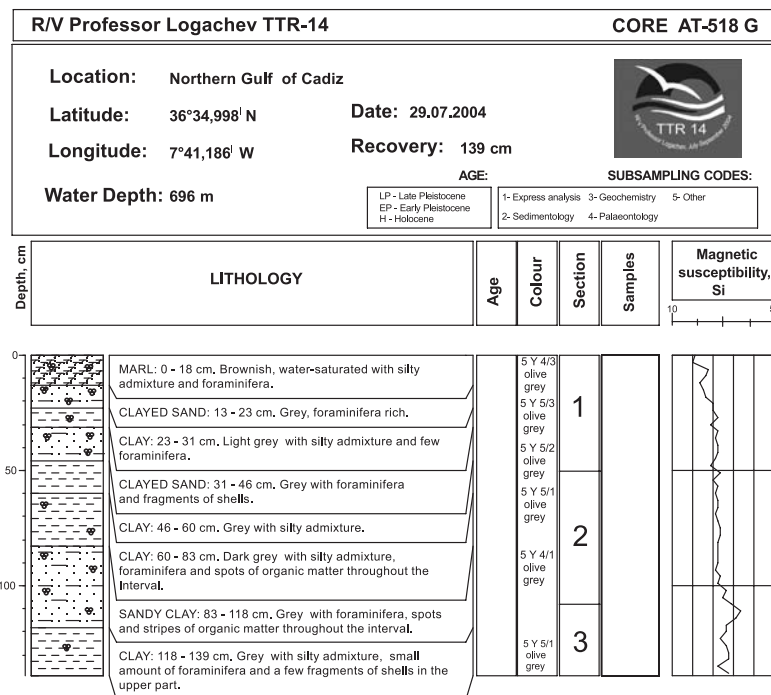 R/V Professor Logachev TTR-14
CORE AT-518 G
Location: Northern Gulf of Cadiz
Latitude: 36°34,998ˡ N
Date: 29.07.2004
Longitude: 7°41,186ˡ W
Recovery: 139 cm
Water Depth: 696 m
TTR 14
R/V Professor Logachev, July September 2004
AGE:
LP - Late Pleistocene
EP - Early Pleistocene
H - Holocene
SUBSAMPLING CODES:
1- Express analysis 3- Geochemistry 5- Other
2- Sedimentology 4- Palaeontology
Depth, cm
LITHOLOGY
Age
Colour
Section
Samples
Magnetic
susceptibility,
Si
10
0
50
100
MARL: 0 - 18 cm. Brownish, water-saturated with silty
admixture and foraminifera.
CLAYED SAND: 13 - 23 cm. Grey, foraminifera rich.
CLAY: 23 - 31 cm. Light grey with silty admixture and few
foraminifera.
CLAYED SAND: 31 - 46 cm. Grey with foraminifera
and fragments of shells.
CLAY: 46 - 60 cm. Grey with silty admixture.
CLAY: 60 - 83 cm. Dark grey with silty admixture,
foraminifera and spots of organic matter throughout the
Interval.
SANDY CLAY: 83 - 118 cm. Grey with foraminifera, spots
and stripes of organic matter throughout the interval.
CLAY: 118 - 139 cm. Grey with silty admixture, small
amount of foraminifera and a few fragments of shells in the
upper part.
5 Y 4/3
olive
grey
5 Y 5/3
olive
grey
5 Y 5/2
olive
grey
5 Y 5/1
olive
grey
5 Y 4/1
olive
grey
5 Y 5/1
olive
grey
1
2
3